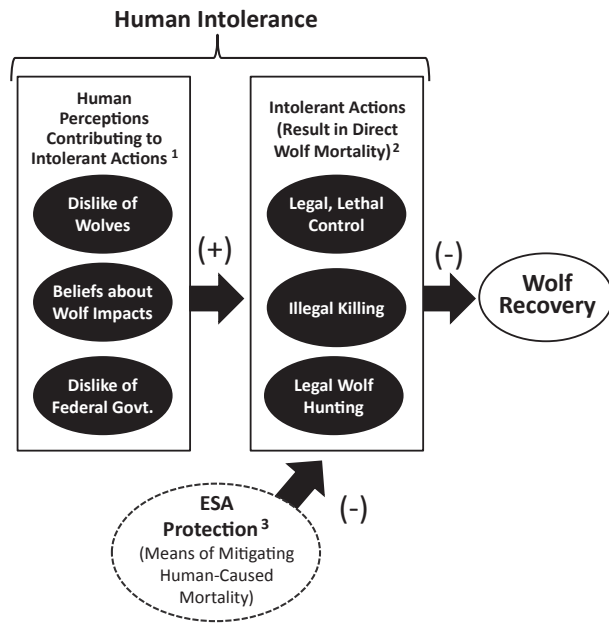 Human Intolerance
Human
Perceptions
Contributing to
Intolerant Actions 1
Dislike of
Wolves
Beliefs about
Wolf Impacts
Dislike of
Federal Govt.
(+)
Intolerant Actions
(Result in Direct
Wolf Mortality) 2
Legal, Lethal
Control
Illegal Killing
Legal Wolf
Hunting
(-)
Wolf
Recovery
ESA
Protection 3
(Means of Mitigating
Human-Caused
Mortality)
(-)